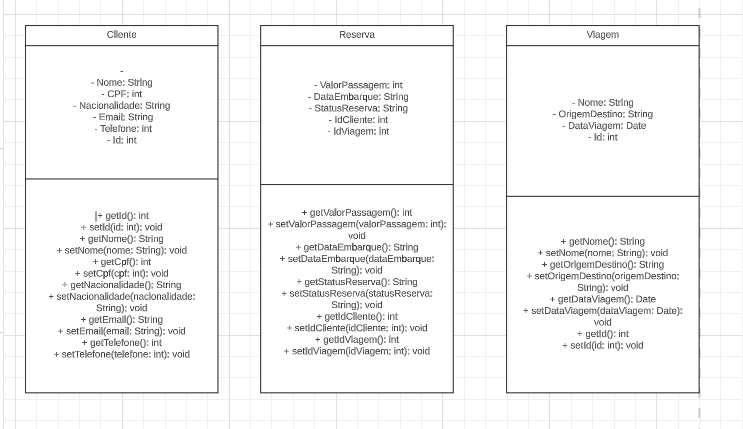 Cliente
-
- Nome: String
- CPF: int
- Nacionalidade: String
- Email: String
- Telefone: int
- Id: int
+ getId(): int
+ setId(id: int): void
+ getNome(): String
+ setNome(nome: String): void
+ getCpf(): int
+ setCpf(cpf: int): void
+ getNacionalidade(): String
+ setNacionalidade(nacionalidade:
String): void
+ getEmail(): String
+ setEmail(email: String): void
+ getTelefone(): int
+ setTelefone(telefone: int): void
Reserva
- ValorPassagem: int
- DataEmbarque: String
- StatusReserva: String
- IdCliente: int
- IdViagem: int
+ getValorPassagem(): int
+ setValorPassagem(valorPassagem: int):
void
+ getDataEmbarque(): String
+ setDataEmbarque(dataEmbarque:
String): void
+ getStatusReserva(): String
+ setStatusReserva(statusReserva:
String): void
+ getIdCliente(): int
+ setIdCliente(idCliente: int): void
+ getIdViagem(): int
+ setIdViagem(idViagem: int): void
Viagem
- Nome: String
- OrigemDestino: String
- DataViagem: Date
- Id: int
+ getNome(): String
+ setNome(nome: String): void
+ getOrigemDestino(): String
+ setOrigemDestino(origemDestino:
String): void
+ getDataViagem(): Date
+ setDataViagem(dataViagem: Date):
void
+ getId(): int
+ setId(id: int): void